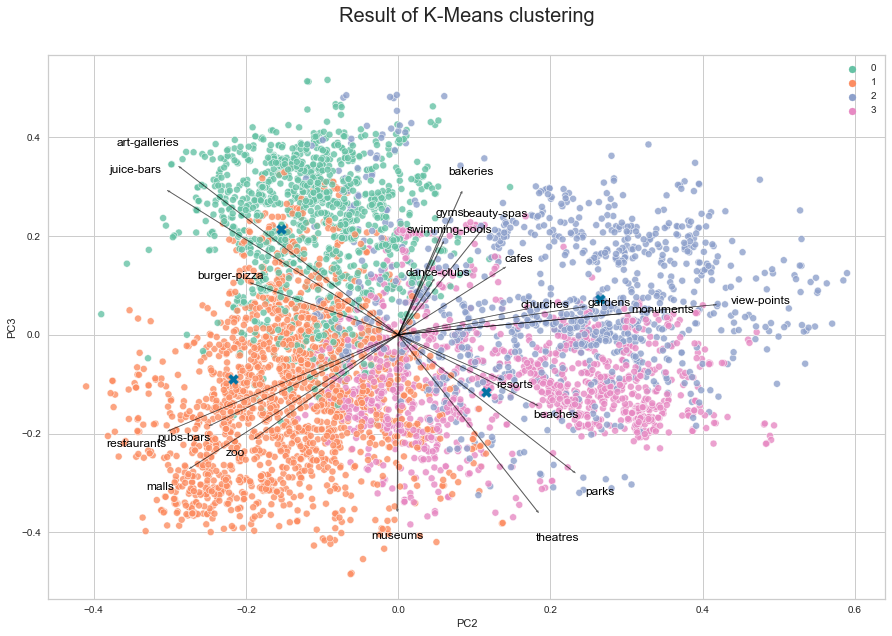 Result of K-Means clustering
0
1
2
3
0.4
0.2
0.0
−0.2
−0.4
PC3
art-galleries
juice-bars
bakeries
gyms
beauty-spas
swimming-pools
cafes
burger-pizza
dance-clubs
churches
gardens
monuments
view-points
resorts
beaches
restaurants
pubs-bars
zoo
malls
parks
museums
theatres
−0.4
−0.2
0.0
0.2
0.4
0.6
PC2